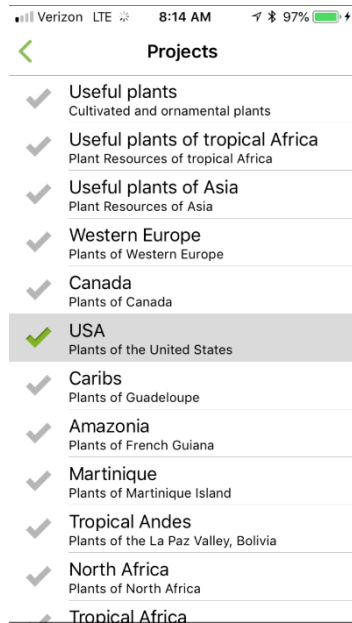 Verizon LTE 8:14 AM 97%
Projects
Useful plants
Cultivated and ornamental plants
Useful plants of tropical Africa
Plant Resources of tropical Africa
Useful plants of Asia
Plant Resources of Asia
Western Europe
Plants of Western Europe
Canada
Plants of Canada
USA
Plants of the United States
Caribs
Plants of Guadeloupe
Amazonia
Plants of French Guiana
Martinique
Plants of Martinique Island
Tropical Andes
Plants of the La Paz Valley, Bolivia
North Africa
Plants of North Africa
Tropical Africa